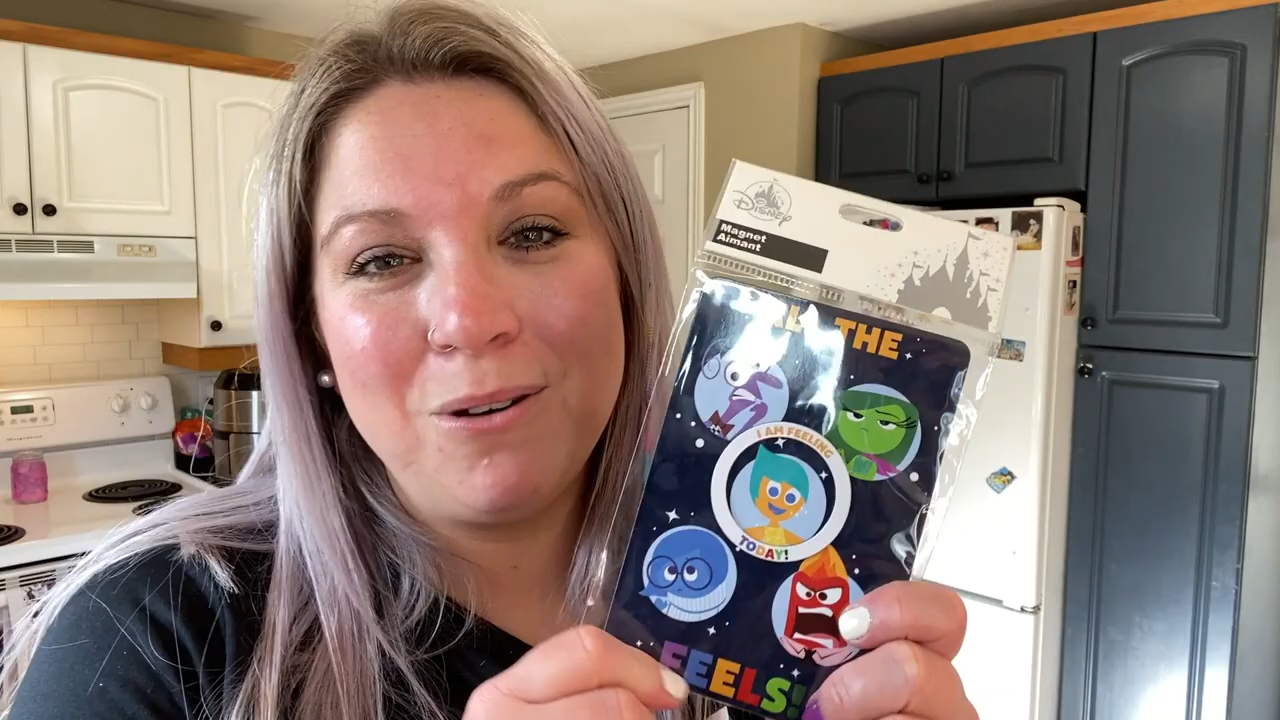 Disney
Magnet
Aimant
THE
I AM FEELING
TODAY!
FEELS!